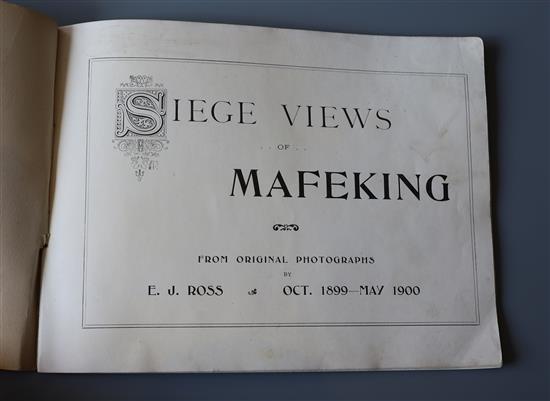 SIEGE VIEWS
. . OF . .
MAFEKING
FROM ORIGINAL PHOTOGRAPHS
BY
E. J. ROSS OCT. 1899—MAY 1900